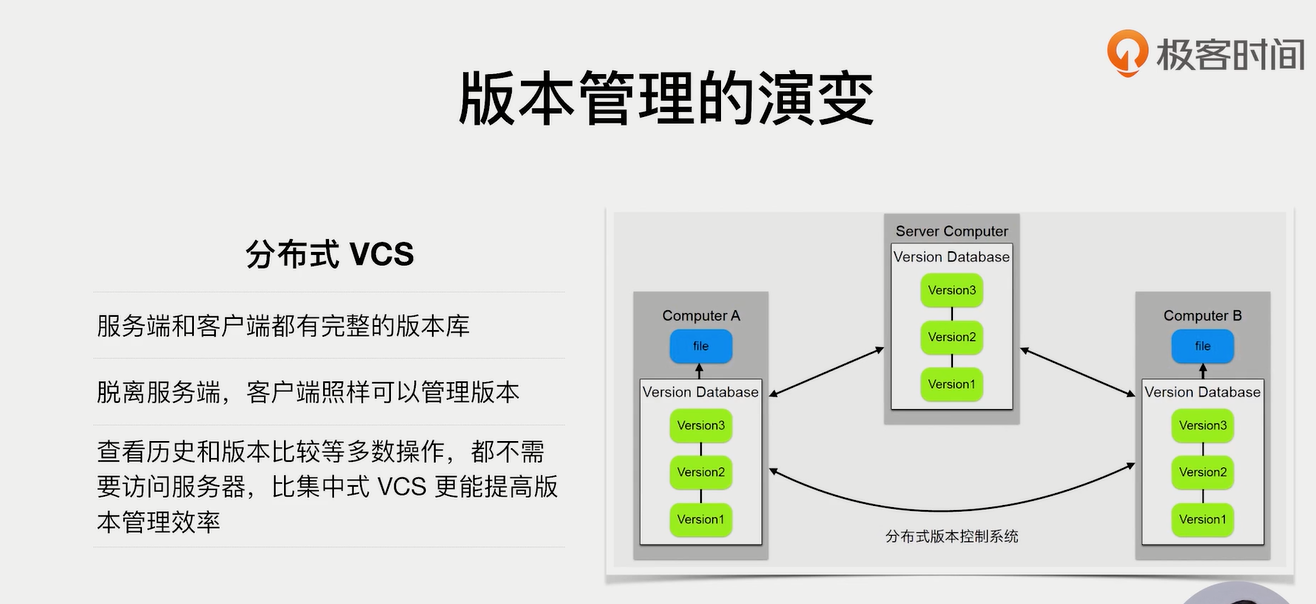 极客时间
版本管理的演变
分布式 VCS
服务端和客户端都有完整的版本库
脱离服务端，客户端照样可以管理版本
查看历史和版本比较等多数操作，都不需
要访问服务器，比集中式 VCS 更能提高版
本管理效率
Server Computer
Version Database
Version3
Version2
Version1
Computer A
file
Version Database
Version3
Version2
Version1
Computer B
file
Version Database
Version3
Version2
Version1
分布式版本控制系统